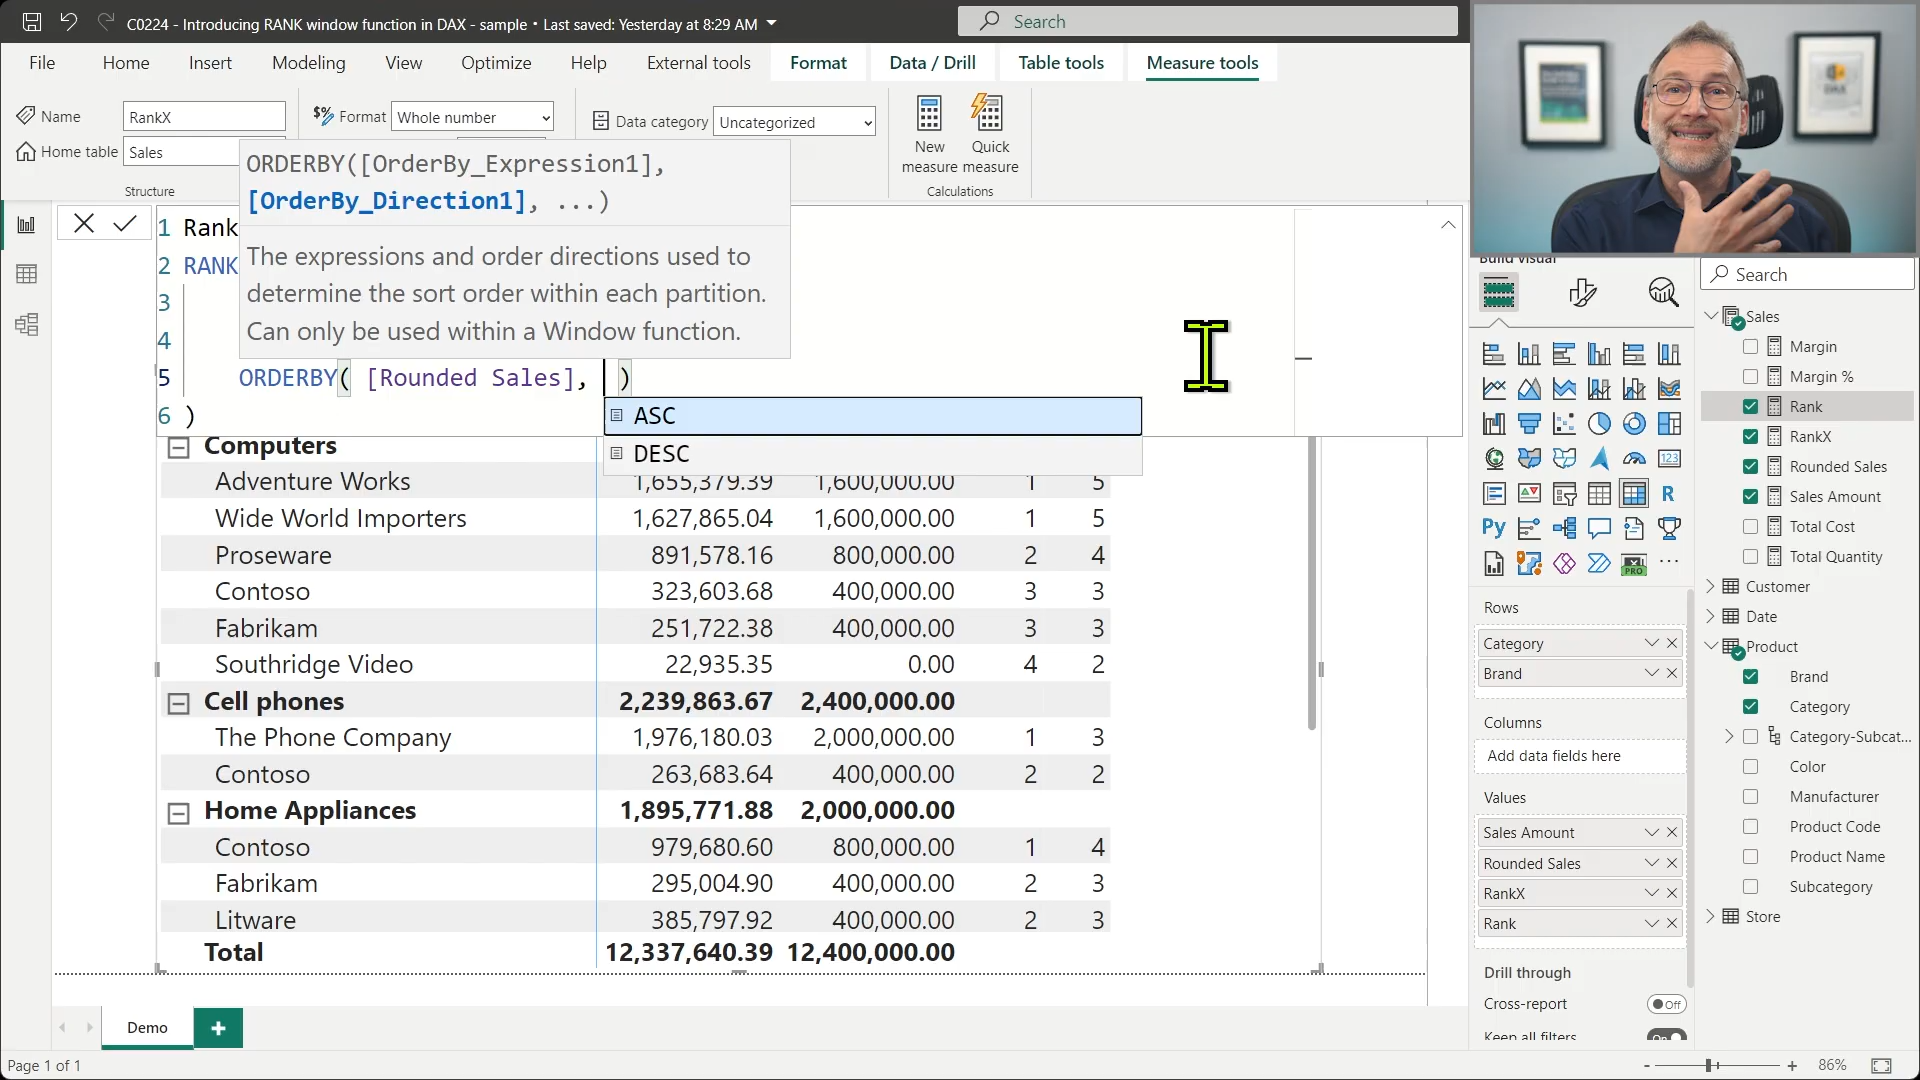 C0224 - Introducing RANK window function in DAX - sample • Last saved: Yesterday at 8:29 AM
Search
File Home Insert Modeling View Optimize Help External tools Format Data / Drill Table tools Measure tools
Name RankX
Format Whole number
Data category Uncategorized
Home table Sales
New measure
Quick measure
Structure
Calculations
ORDERBY([OrderBy_Expression1],
[OrderBy_Direction1], ...)
The expressions and order directions used to
determine the sort order within each partition.
Can only be used within a Window function.
1 Rank
2 RANK
3
4
5 ORDERBY( [Rounded Sales], )
6 )
ASC
DESC
Computers
Adventure Works 1,655,379.39 1,600,000.00 1 5
Wide World Importers 1,627,865.04 1,600,000.00 1 5
Proseware 891,578.16 800,000.00 2 4
Contoso 323,603.68 400,000.00 3 3
Fabrikam 251,722.38 400,000.00 3 3
Southridge Video 22,935.35 0.00 4 2
Cell phones 2,239,863.67 2,400,000.00
The Phone Company 1,976,180.03 2,000,000.00 1 3
Contoso 263,683.64 400,000.00 2 2
Home Appliances 1,895,771.88 2,000,000.00
Contoso 979,680.60 800,000.00 1 4
Fabrikam 295,004.90 400,000.00 2 3
Litware 385,797.92 400,000.00 2 3
Total 12,337,640.39 12,400,000.00
DAX
Build visual
123
R
Py
PRO
Rows
Category
Brand
Columns
Add data fields here
Values
Sales Amount
Rounded Sales
RankX
Rank
Drill through
Cross-report Off
Keep all filters On
Search
Sales
Margin
Margin %
Rank
RankX
Rounded Sales
Sales Amount
Total Cost
Total Quantity
Customer
Date
Product
Brand
Category
Category-Subcat...
Color
Manufacturer
Product Code
Product Name
Subcategory
Store
Demo
Page 1 of 1
86%